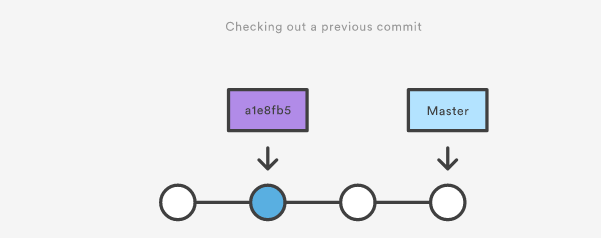 Checking out a previous commit
a1e8fb5
Master